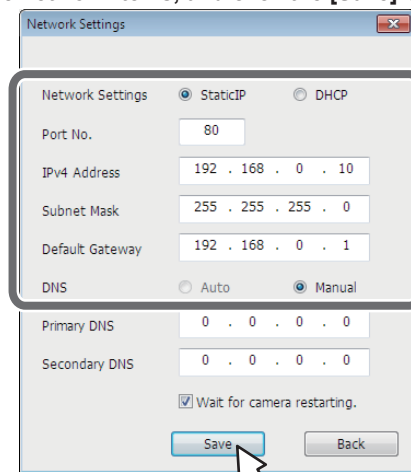 Network Settings
Network Settings StaticIP DHCP
Port No. 80
IPv4 Address 192 . 168 . 0 . 10
Subnet Mask 255 . 255 . 255 . 0
Default Gateway 192 . 168 . 0 . 1
DNS Auto Manual
Primary DNS 0 . 0 . 0 . 0
Secondary DNS 0 . 0 . 0 . 0
Wait for camera restarting.
Save Back